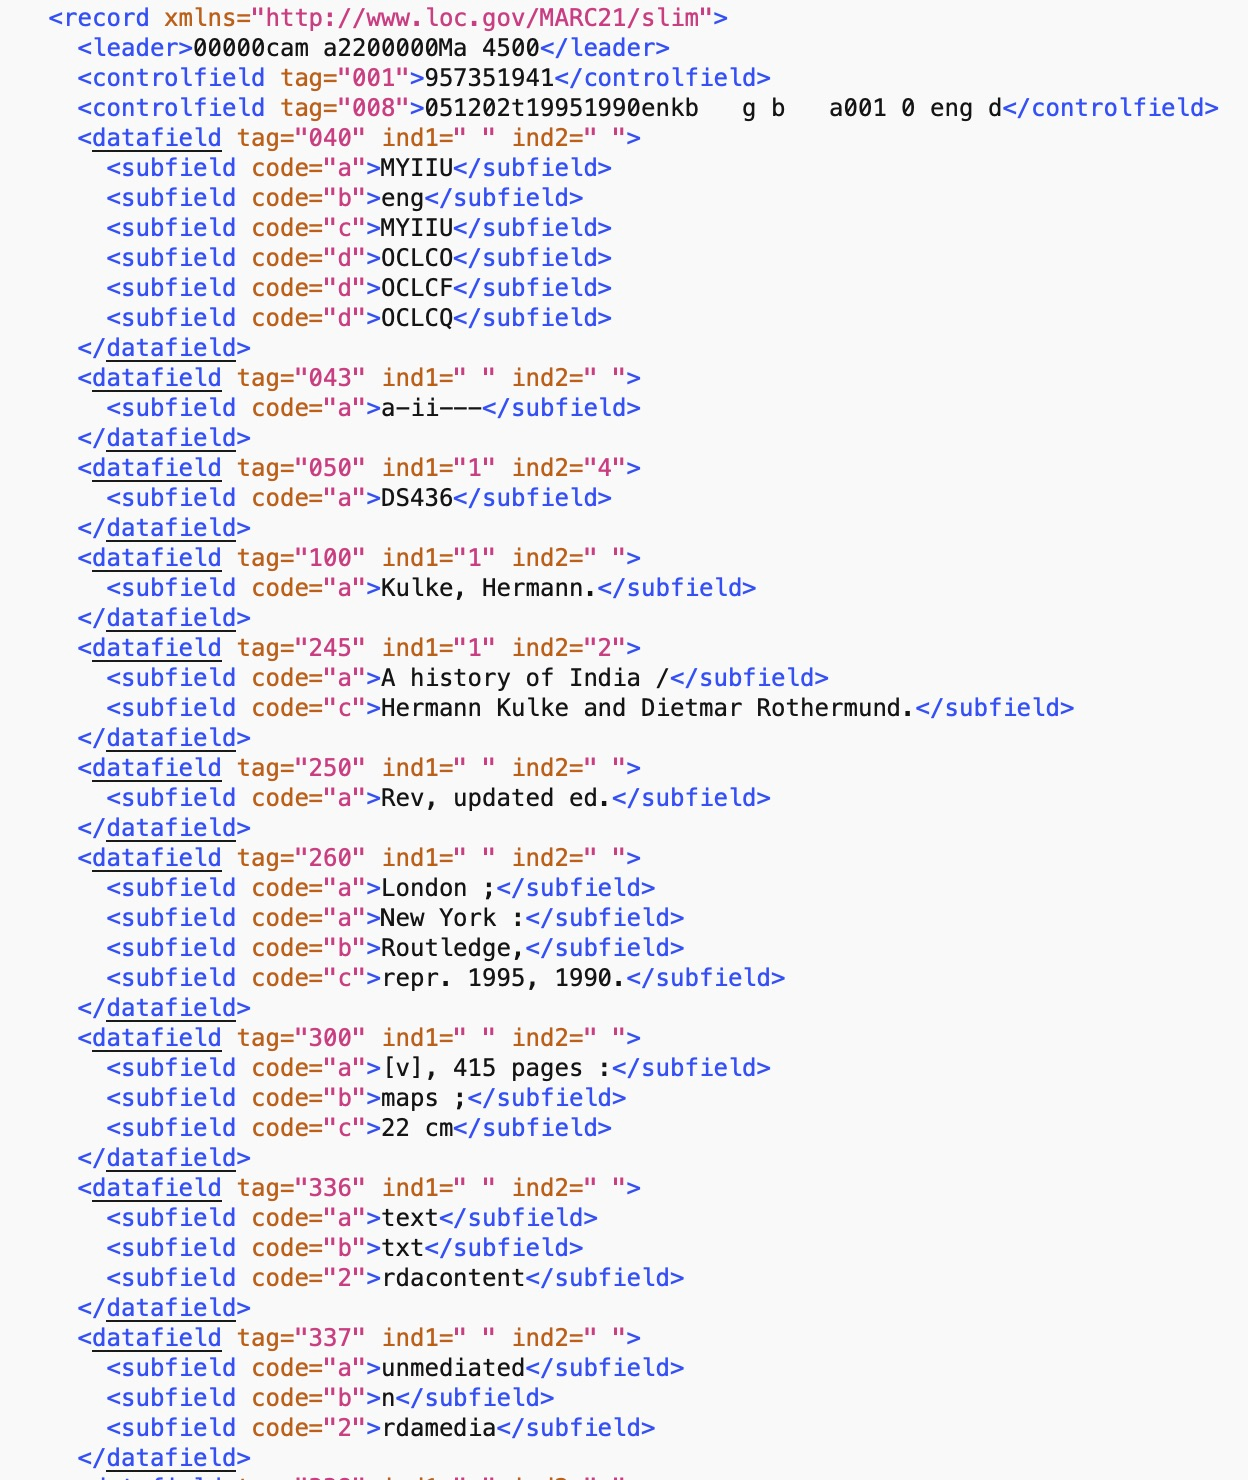 <record xmlns="http://www.loc.gov/MARC21/slim">
<leader>00000cam a2200000Ma 4500</leader>
<controlfield tag="001">957351941</controlfield>
<controlfield tag="008">051202t19951990enkb   g b   a001 0 eng d</controlfield>
<datafield tag="040" ind1=" " ind2=" ">
<subfield code="a">MYIIU</subfield>
<subfield code="b">eng</subfield>
<subfield code="c">MYIIU</subfield>
<subfield code="d">OCLCO</subfield>
<subfield code="d">OCLCF</subfield>
<subfield code="d">OCLCQ</subfield>
</datafield>
<datafield tag="043" ind1=" " ind2=" ">
<subfield code="a">a-ii---</subfield>
</datafield>
<datafield tag="050" ind1="1" ind2="4">
<subfield code="a">DS436</subfield>
</datafield>
<datafield tag="100" ind1="1" ind2=" ">
<subfield code="a">Kulke, Hermann.</subfield>
</datafield>
<datafield tag="245" ind1="1" ind2="2">
<subfield code="a">A history of India /</subfield>
<subfield code="c">Hermann Kulke and Dietmar Rothermund.</subfield>
</datafield>
<datafield tag="250" ind1=" " ind2=" ">
<subfield code="a">Rev, updated ed.</subfield>
</datafield>
<datafield tag="260" ind1=" " ind2=" ">
<subfield code="a">London ;</subfield>
<subfield code="a">New York :</subfield>
<subfield code="b">Routledge,</subfield>
<subfield code="c">repr. 1995, 1990.</subfield>
</datafield>
<datafield tag="300" ind1=" " ind2=" ">
<subfield code="a">[v], 415 pages :</subfield>
<subfield code="b">maps ;</subfield>
<subfield code="c">22 cm</subfield>
</datafield>
<datafield tag="336" ind1=" " ind2=" ">
<subfield code="a">text</subfield>
<subfield code="b">txt</subfield>
<subfield code="2">rdacontent</subfield>
</datafield>
<datafield tag="337" ind1=" " ind2=" ">
<subfield code="a">unmediated</subfield>
<subfield code="b">n</subfield>
<subfield code="2">rdamedia</subfield>
</datafield>